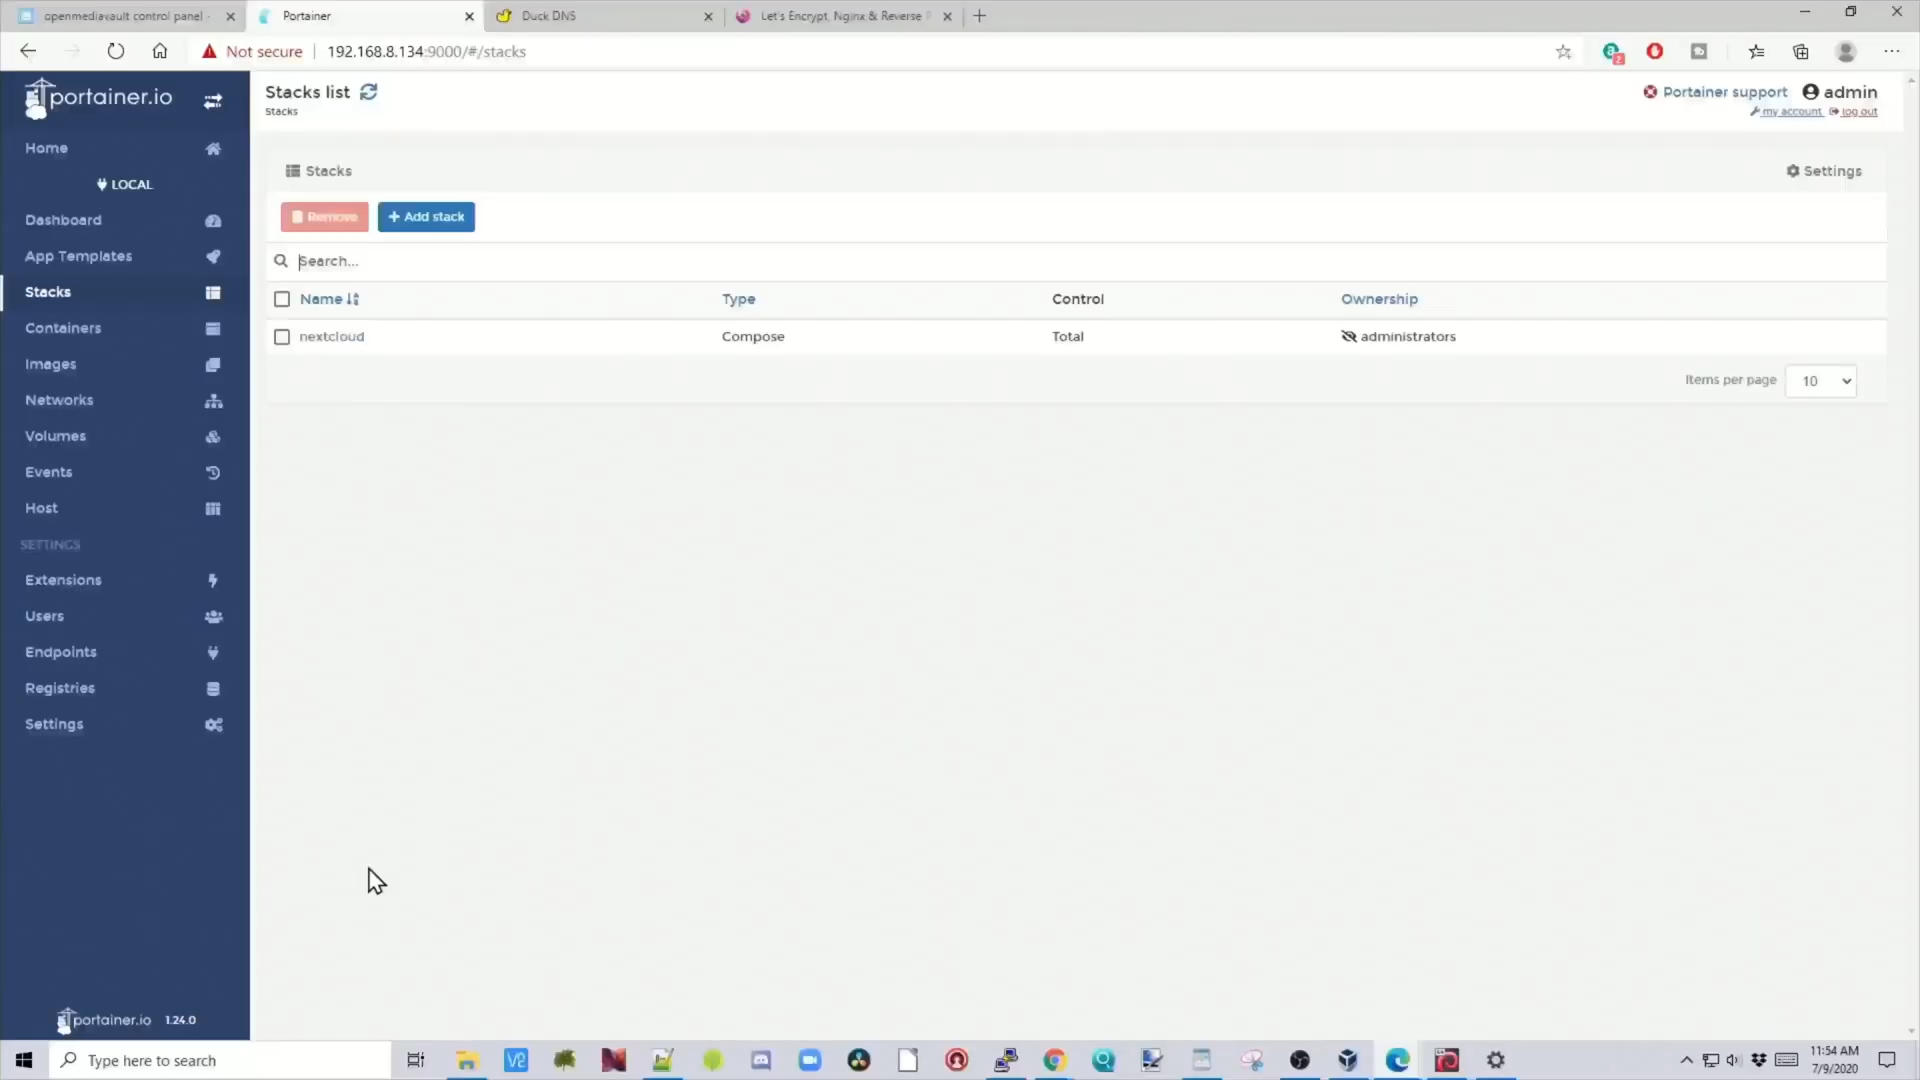 openmediavault control panel -
Portainer
Duck DNS
Let's Encrypt, Nginx & Reverse
Not secure
192.168.8.134:9000/#/stacks
2
portainer.io
Home
LOCAL
Dashboard
App Templates
Stacks
Containers
Images
Networks
Volumes
Events
Host
SETTINGS
Extensions
Users
Endpoints
Registries
Settings
portainer.io 1.24.0
Stacks list
Stacks
Portainer support admin
my account log out
Stacks
Settings
Remove
+ Add stack
Search...
Name Type Control Ownership
nextcloud Compose Total administrators
Items per page 10
Type here to search
11:54 AM
7/9/2020